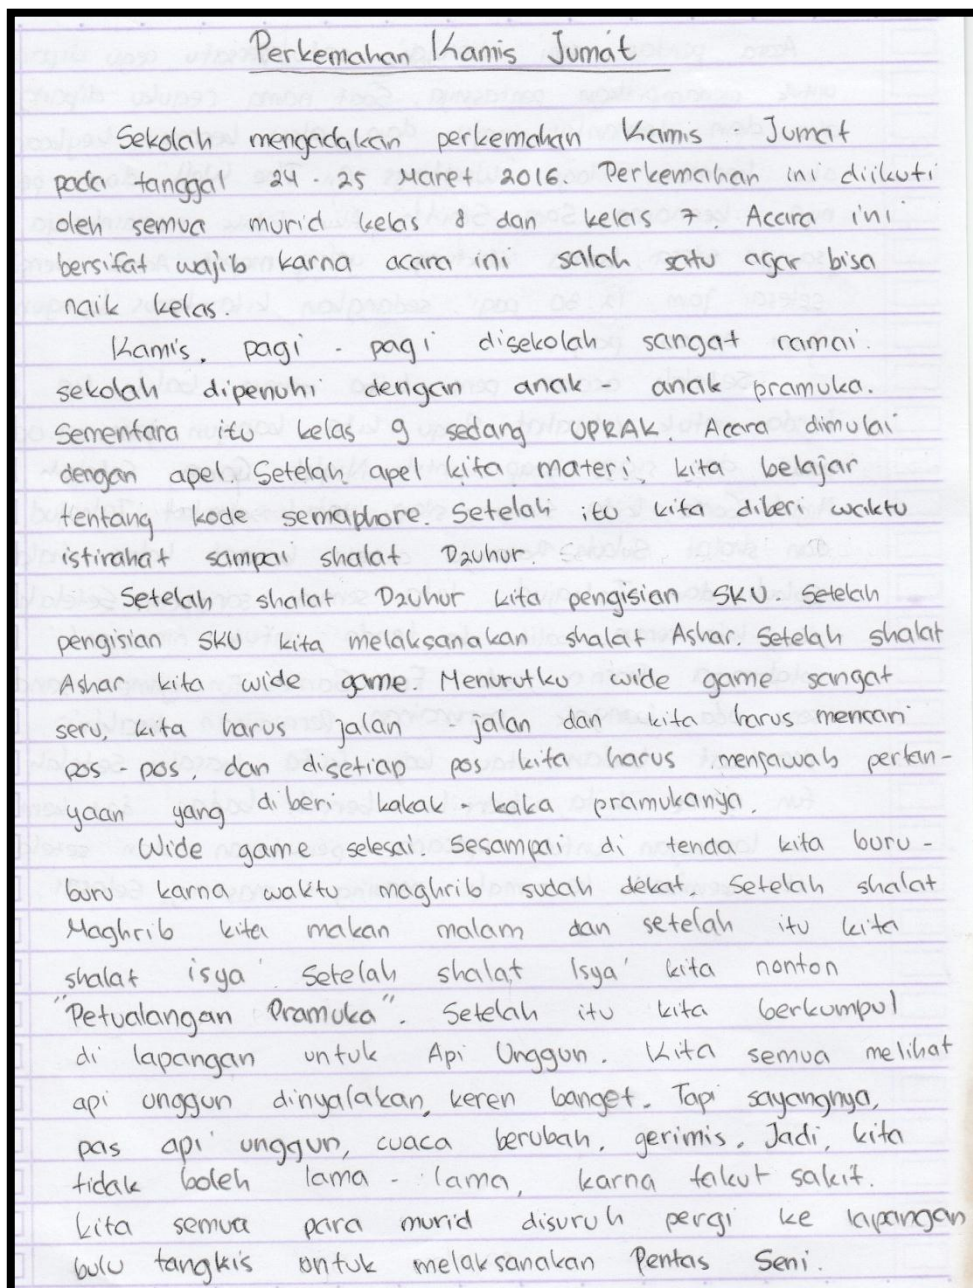 Perkemahan Kamis Jumat
Sekolah mengadakan perkemahan Kamis Jumat
pada tanggal 24 - 25 Maret 2016. Perkemahan ini diikuti
oleh semua murid kelas 8 dan kelas 7. Acara ini
bersifat wajib karna acara ini salah satu agar bisa
naik kelas.
Kamis, pagi - pagi disekolah sangat ramai
sekolah dipenuhi dengan anak - anak pramuka.
Sementara itu kelas 9 sedang UPRAK. Acara dimulai
dengan apel. Setelah apel kita materi, kita belajar
tentang kode semaphore. Setelah itu kita diberi waktu
istirahat sampai shalat Dzuhur.
Setelah shalat Dzuhur kita pengisian SKU. Setelah
pengisian SKU kita melaksanakan shalat Ashar. Setelah shalat
Ashar kita wide game. Menurutku wide game sangat
seru, kita harus jalan - jalan dan kita harus mencari
pos - pos, dan disetiap pos kita harus menjawab pertan-
yaan yang diberi kakak - kaka pramukanya.
Wide game selesai. Sesampai di tenda kita buru -
buru karna waktu maghrib sudah dekat. Setelah shalat
Maghrib kita makan malam dan setelah itu kita
shalat isya'. Setelah shalat Isya' kita nonton
"Petualangan Pramuka". Setelah itu kita berkumpul
di lapangan untuk Api Unggun. Kita semua melihat
api unggun dinyalakan, keren banget. Tapi sayangnya,
pas api unggun, cuaca berubah, gerimis. Jadi, kita
tidak boleh lama - lama, karna takut sakit.
Kita semua para murid disuruh pergi ke lapangan
bulu tangkis untuk melaksanakan Pentas Seni.